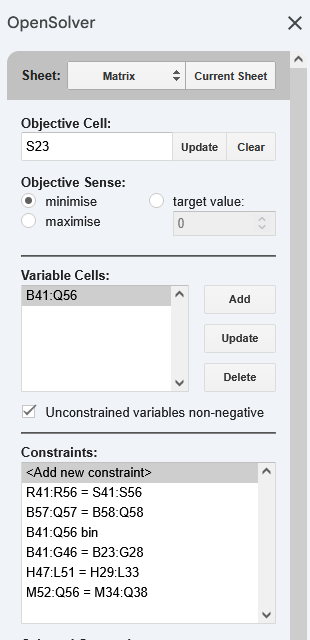 OpenSolver
Sheet: Matrix Current Sheet
Objective Cell:
S23 Update Clear
Objective Sense:
minimise target value:
maximise 0
Variable Cells:
B41:Q56 Add
Update
Delete
Unconstrained variables non-negative
Constraints:
<Add new constraint>
R41:R56 = S41:S56
B57:Q57 = B58:Q58
B41:Q56 bin
B41:G46 = B23:G28
H47:L51 = H29:L33
M52:Q56 = M34:Q38